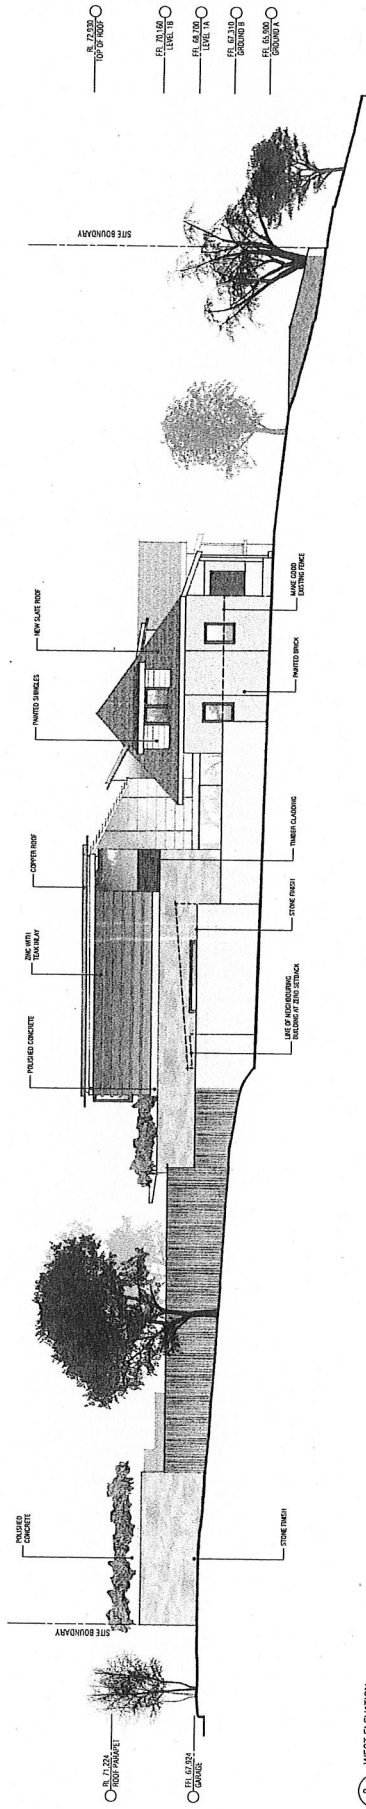 RL 71.224
ROOF PARAPET
FFL 67.924
GARAGE
SITE BOUNDARY
POLISHED
CONCRETE
STONE FINISH
POLISHED CONCRETE
ZINC WITH
TEAK INLAY
COPPER ROOF
PAINTED SHINGLES
NEW SLATE ROOF
LINE OF NEIGHBOURING
BUILDING AT ZERO SETBACK
STONE FINISH
TIMBER CLADDING
PAINTED BRICK
MAKE GOOD
EXISTING FENCE
SITE BOUNDARY
RL 72.930
TOP OF ROOF
FFL 70.160
LEVEL 1B
FFL 68.700
LEVEL 1A
FFL 67.310
GROUND B
FFL 65.900
GROUND A
WEST ELEVATION